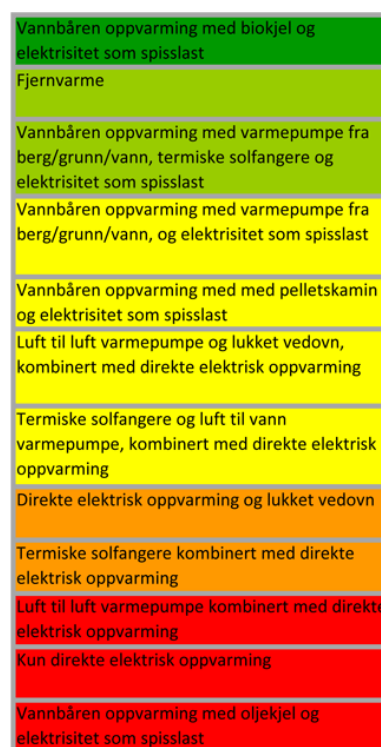 Vannbåren oppvarming med biokjel og
elektrisitet som spisslast
Fjernvarme
Vannbåren oppvarming med varmepumpe fra
berg/grunn/vann, termiske solfangere og
elektrisitet som spisslast
Vannbåren oppvarming med varmepumpe fra
berg/grunn/vann, og elektrisitet som spisslast
Vannbåren oppvarming med med pelletskamin
og elektrisitet som spisslast
Luft til luft varmepumpe og lukket vedovn,
kombinert med direkte elektrisk oppvarming
Termiske solfangere og luft til vann
varmepumpe, kombinert med direkte elektrisk
oppvarming
Direkte elektrisk oppvarming og lukket vedovn
Termiske solfangere kombinert med direkte
elektrisk oppvarming
Luft til luft varmepumpe kombinert med direkte
elektrisk oppvarming
Kun direkte elektrisk oppvarming
Vannbåren oppvarming med oljekjel og
elektrisitet som spisslast